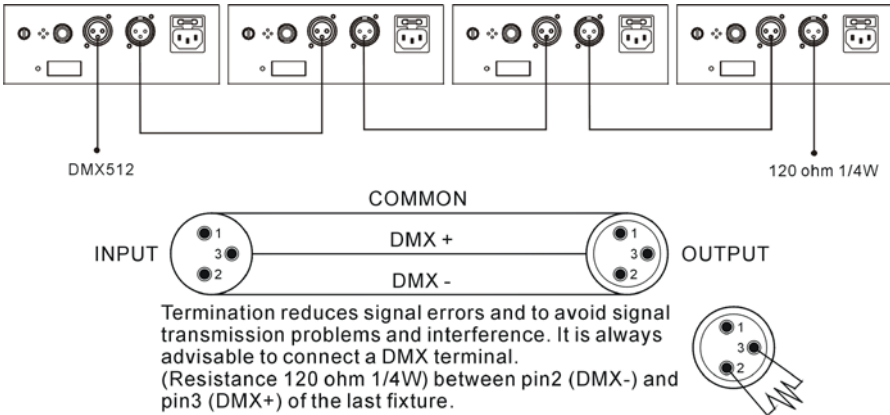 DMX512
120 ohm 1/4W
COMMON
INPUT
1
3
2
DMX +
DMX -
1
3
2
OUTPUT
Termination reduces signal errors and to avoid signal
transmission problems and interference. It is always
advisable to connect a DMX terminal.
(Resistance 120 ohm 1/4W) between pin2 (DMX-) and
pin3 (DMX+) of the last fixture.
1
3
2